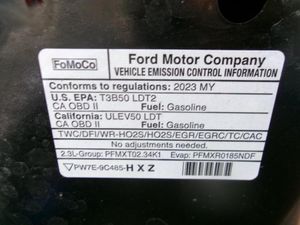 FoMoCo
Ford Motor Company
VEHICLE EMISSION CONTROL INFORMATION
Conforms to regulations: 2023 MY
U.S. EPA: T3B50 LDT2
CA OBD II Fuel: Gasoline
California: ULEV50 LDT
CA OBD II Fuel: Gasoline
TWC/DFI/WR-HO2S/HO2S/EGR/EGRC/TC/CAC
No adjustments needed.
2.3L-Group: PFMXT02.34K1 Evap: PFMXR0185NDF
PW7E-9C485-HXZ